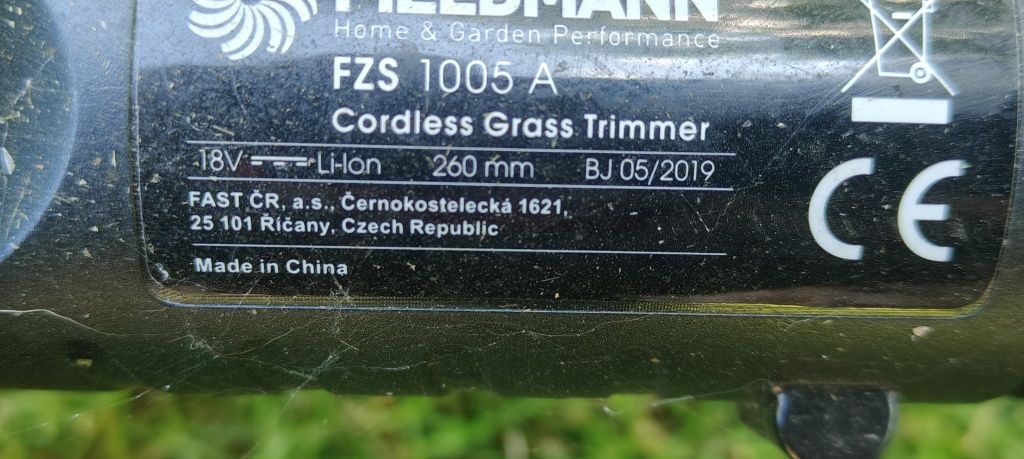 FIELDMANN
Home & Garden Performance
FZS 1005 A
Cordless Grass Trimmer
18V Li-Ion 260 mm BJ 05/2019
FAST ČR, a.s., Černokostelecká 1621,
25 101 Říčany, Czech Republic
Made in China
CE